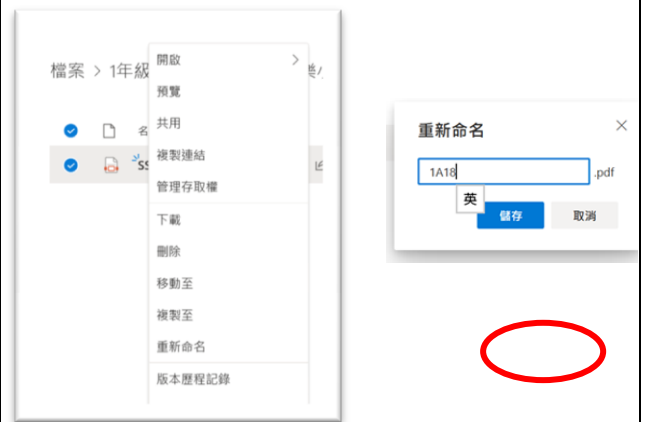 檔案 > 1年級
開啟
預覽
共用
複製連結
管理存取權
下載
刪除
移動至
複製至
重新命名
版本歷程記錄
重新命名
1A18
.pdf
英
儲存
取消